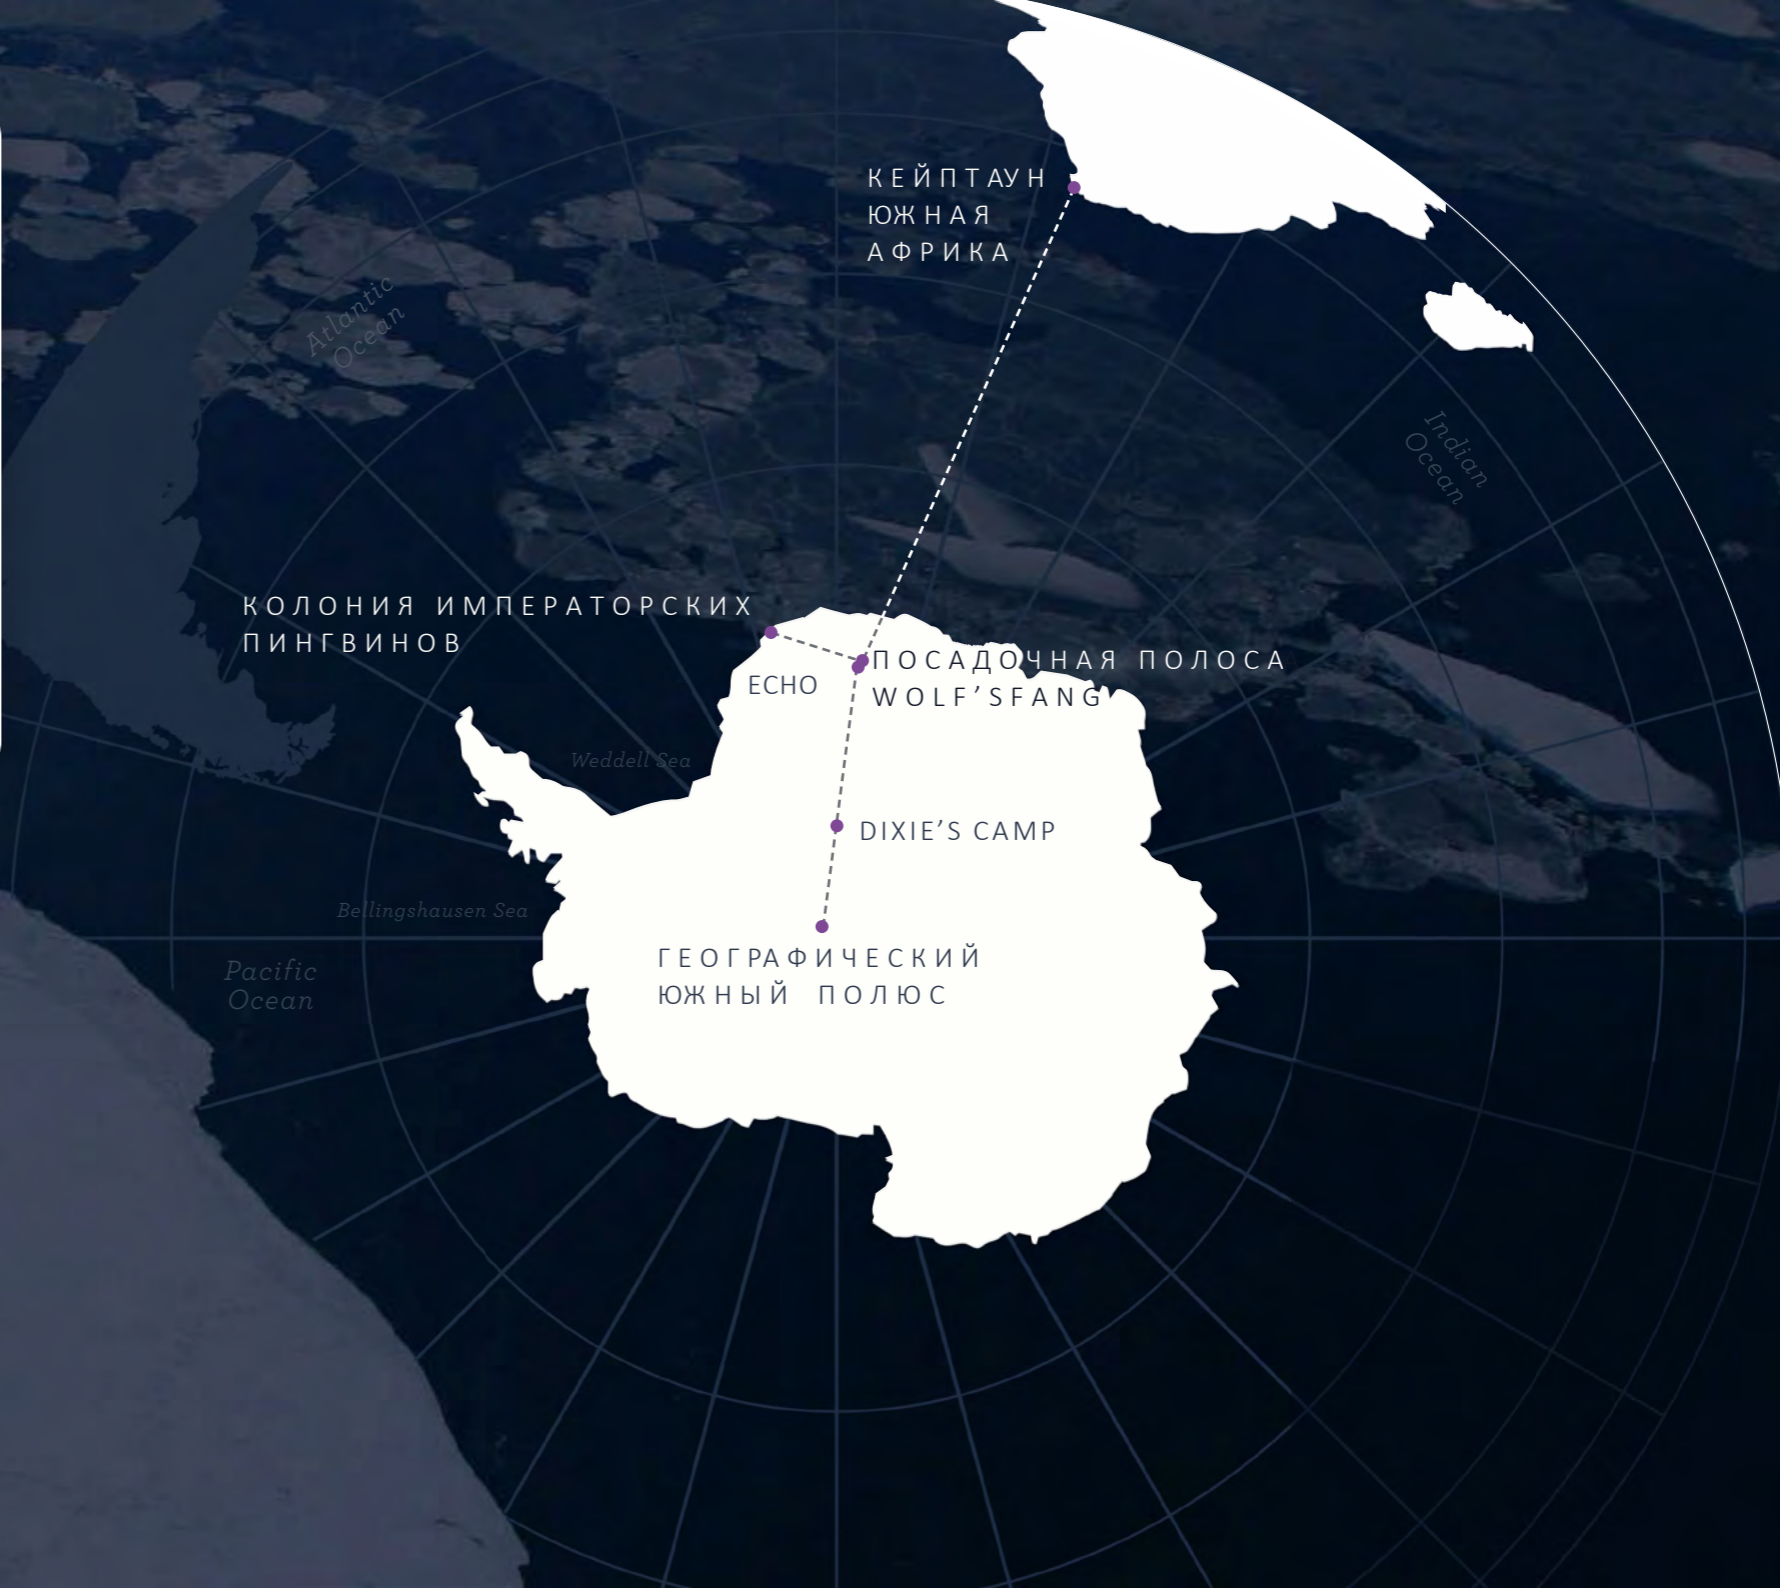 КЕЙПТАУН
ЮЖНАЯ
АФРИКА
Atlantic
Ocean
Indian
Ocean
КОЛОНИЯ ИМПЕРАТОРСКИХ
ПИНГВИНОВ
ПОСАДОЧНАЯ ПОЛОСА
WOLF’SFANG
ECHO
Weddell Sea
DIXIE’S CAMP
Bellingshausen Sea
Pacific
Ocean
ГЕОГРАФИЧЕСКИЙ
ЮЖНЫЙ ПОЛЮС